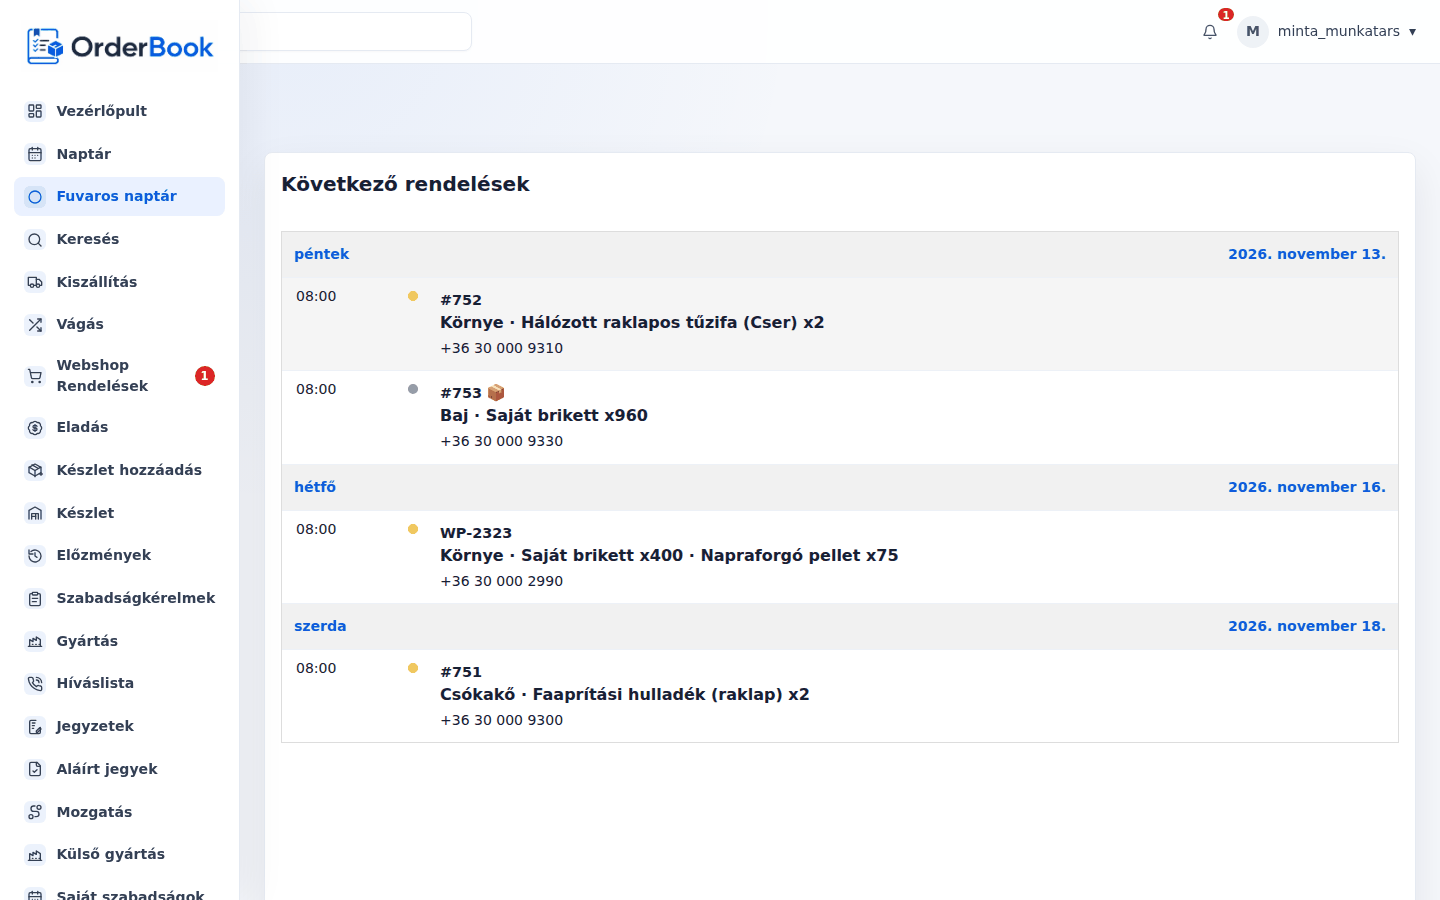 OrderBook
1
M
minta_munkatars ▼
Vezérlőpult
Naptár
Fuvaros naptár
Keresés
Kiszállítás
Vágás
Webshop
Rendelések
1
Eladás
Készlet hozzáadás
Készlet
Előzmények
Szabadságkérelmek
Gyártás
Híváslista
Jegyzetek
Aláírt jegyek
Mozgatás
Külső gyártás
Saját szabadságok
Következő rendelések
péntek 2026. november 13.
08:00 #752
Környe · Hálózott raklapos tűzifa (Cser) x2
+36 30 000 9310
08:00 #753 📦
Baj · Saját brikett x960
+36 30 000 9330
hétfő 2026. november 16.
08:00 WP-2323
Környe · Saját brikett x400 · Napraforgó pellet x75
+36 30 000 2990
szerda 2026. november 18.
08:00 #751
Csókakő · Faaprítási hulladék (raklap) x2
+36 30 000 9300